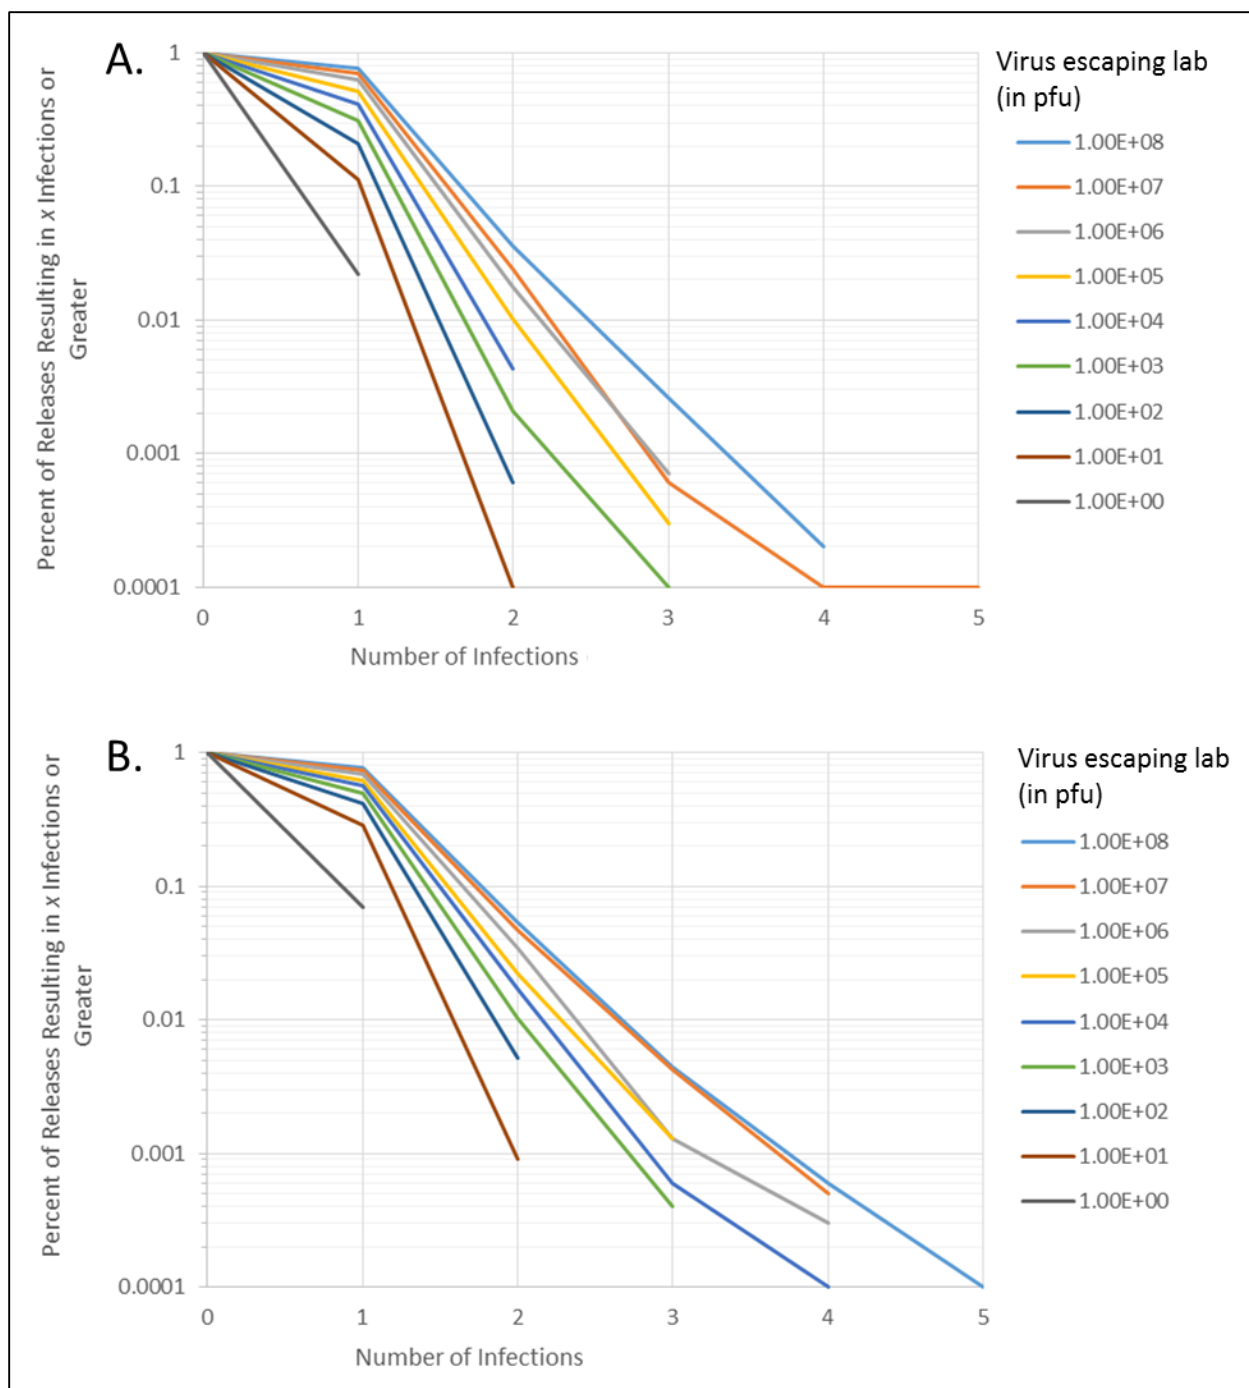 A.
Percent of Releases Resulting in x Infections or
Greater
1
0.1
0.01
0.001
0.0001
0 1 2 3 4 5
Number of Infections
Virus escaping lab
(in pfu)
1.00E+08
1.00E+07
1.00E+06
1.00E+05
1.00E+04
1.00E+03
1.00E+02
1.00E+01
1.00E+00
B.
Percent of Releases Resulting in x Infections or
Greater
1
0.1
0.01
0.001
0.0001
0 1 2 3 4 5
Number of Infections
Virus escaping lab
(in pfu)
1.00E+08
1.00E+07
1.00E+06
1.00E+05
1.00E+04
1.00E+03
1.00E+02
1.00E+01
1.00E+00